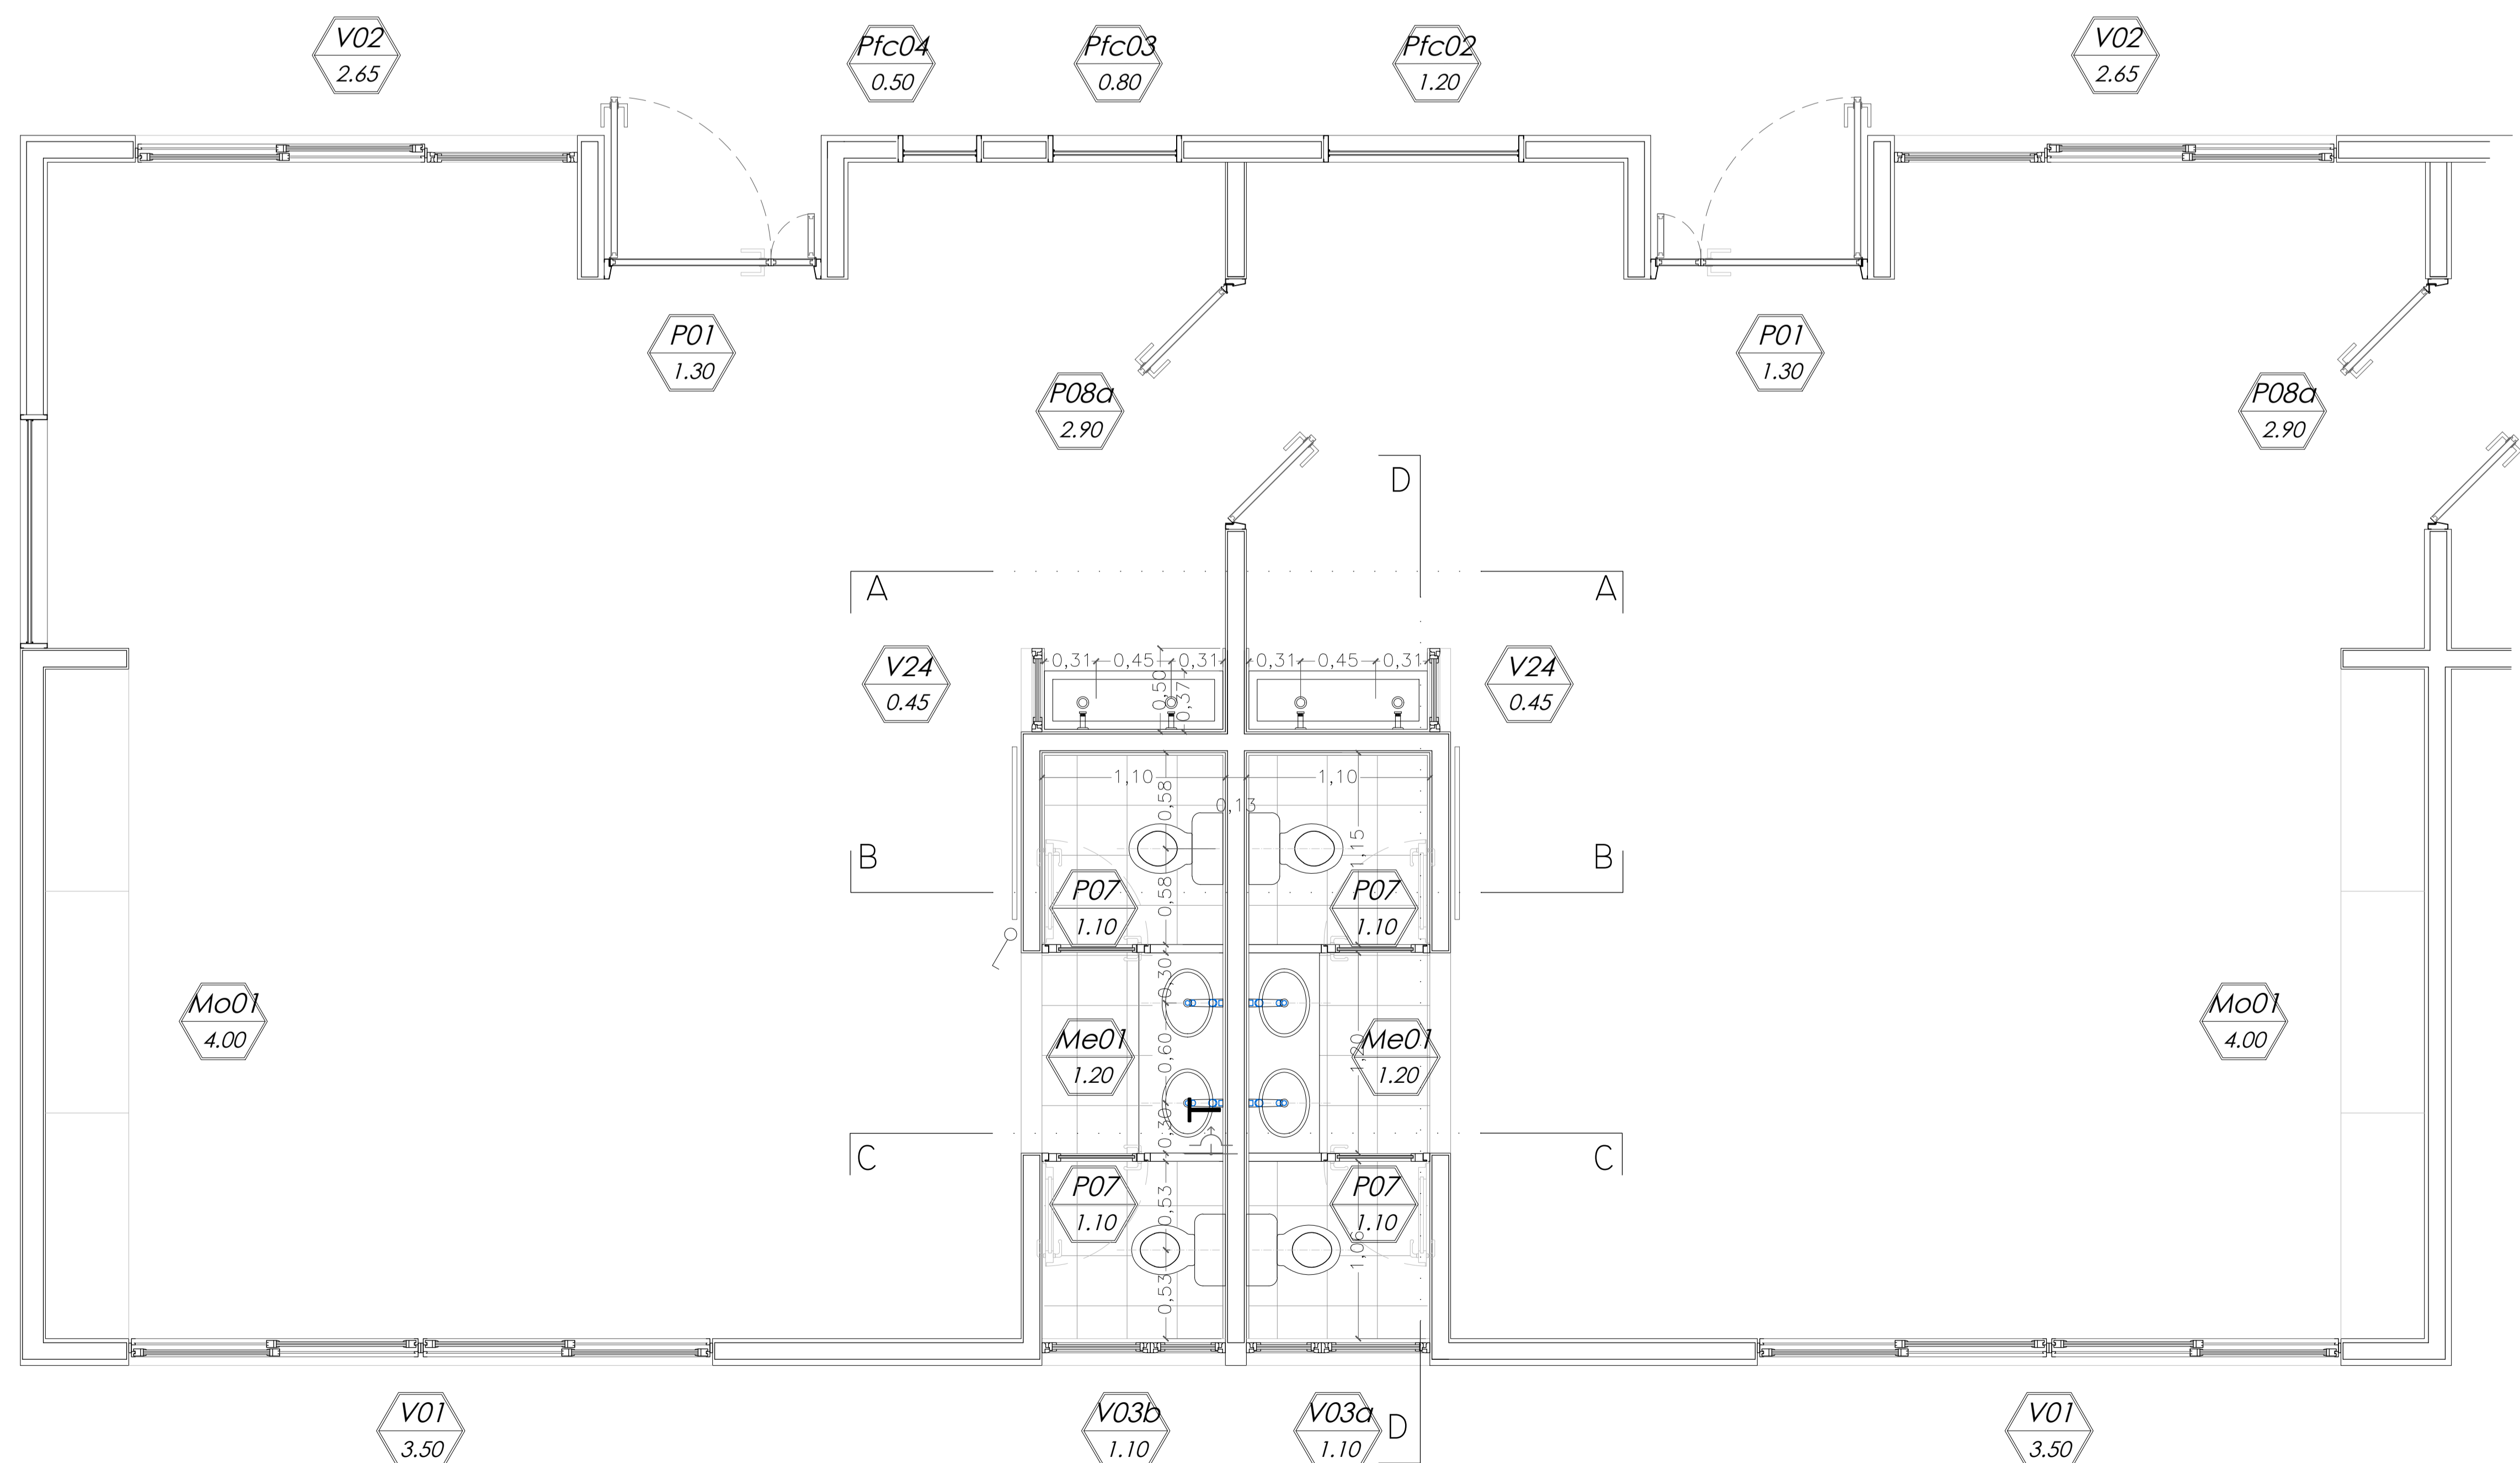 V02
2.65
Pfc04
0.50
Pfc03
0.80
Pfc02
1.20
V02
2.65
P01
1.30
P01
1.30
P08a
2.90
P08a
2.90
D
A
A
V24
0.45
0,31
0,45
0,31
0,31
0,45
0,31
V24
0.45
0,50
0,37
1,10
1,10
0,13
0,58
1,15
B
B
P07
1.10
0,58
P07
1.10
0,30
Mo01
4.00
Me01
1.20
0,60
1,20
Me01
1.20
Mo01
4.00
0,30
C
C
P07
1.10
0,53
P07
1.10
1,06
0,53
V01
3.50
V03b
1.10
V03a
1.10
D
V01
3.50